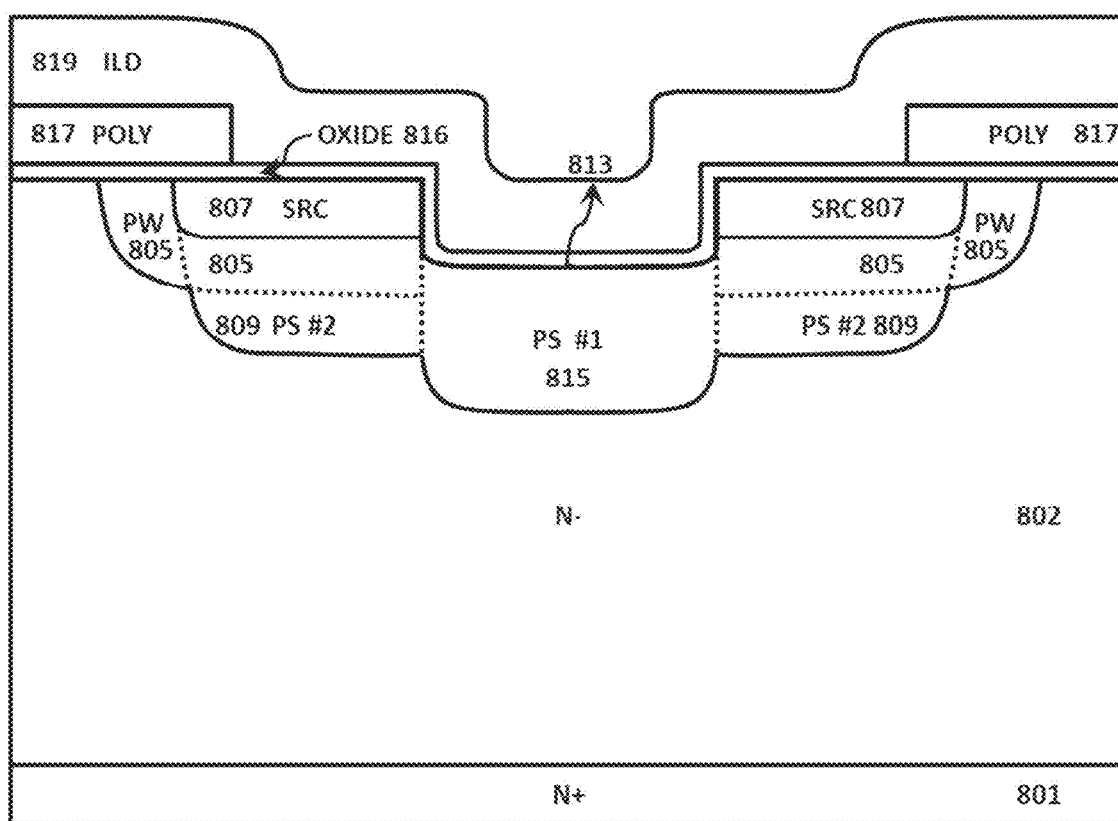 819 ILD
817 POLY
OXIDE 816
813
POLY 817
PW
805
807 SRC
SRC 807
PW
805
805
805
809 PS #2
PS #1
815
PS #2 809
N-
802
N+
801